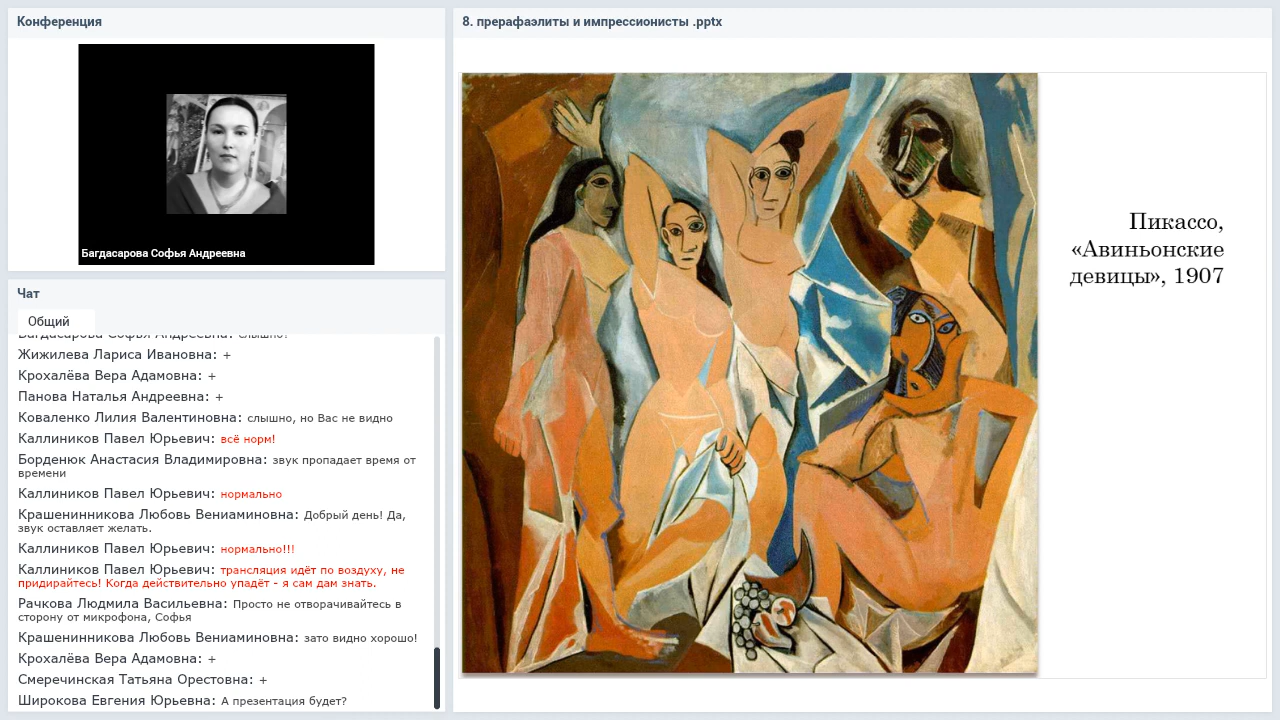 Конференция
Багдасарова Софья Андреевна
Чат
Общий
Багдасарова Софья Андреевна: слышно?
Жижилева Лариса Ивановна: +
Крохалёва Вера Адамовна: +
Панова Наталья Андреевна: +
Коваленко Лилия Валентиновна: слышно, но Вас не видно
Каллиников Павел Юрьевич: всё норм!
Борденюк Анастасия Владимировна: звук пропадает время от
времени
Каллиников Павел Юрьевич: нормально
Крашенинникова Любовь Вениаминовна: Добрый день! Да,
звук оставляет желать.
Каллиников Павел Юрьевич: нормально!!!
Каллиников Павел Юрьевич: трансляция идёт по воздуху, не
придирайтесь! Когда действительно упадёт - я сам дам знать.
Рачкова Людмила Васильевна: Просто не отворачивайтесь в
сторону от микрофона, Софья
Крашенинникова Любовь Вениаминовна: зато видно хорошо!
Крохалёва Вера Адамовна: +
Смеречинская Татьяна Орестовна: +
Широкова Евгения Юрьевна: А презентация будет?
8. прерафаэлиты и импрессионисты .pptx
Пикассо,
«Авиньонские
девицы», 1907